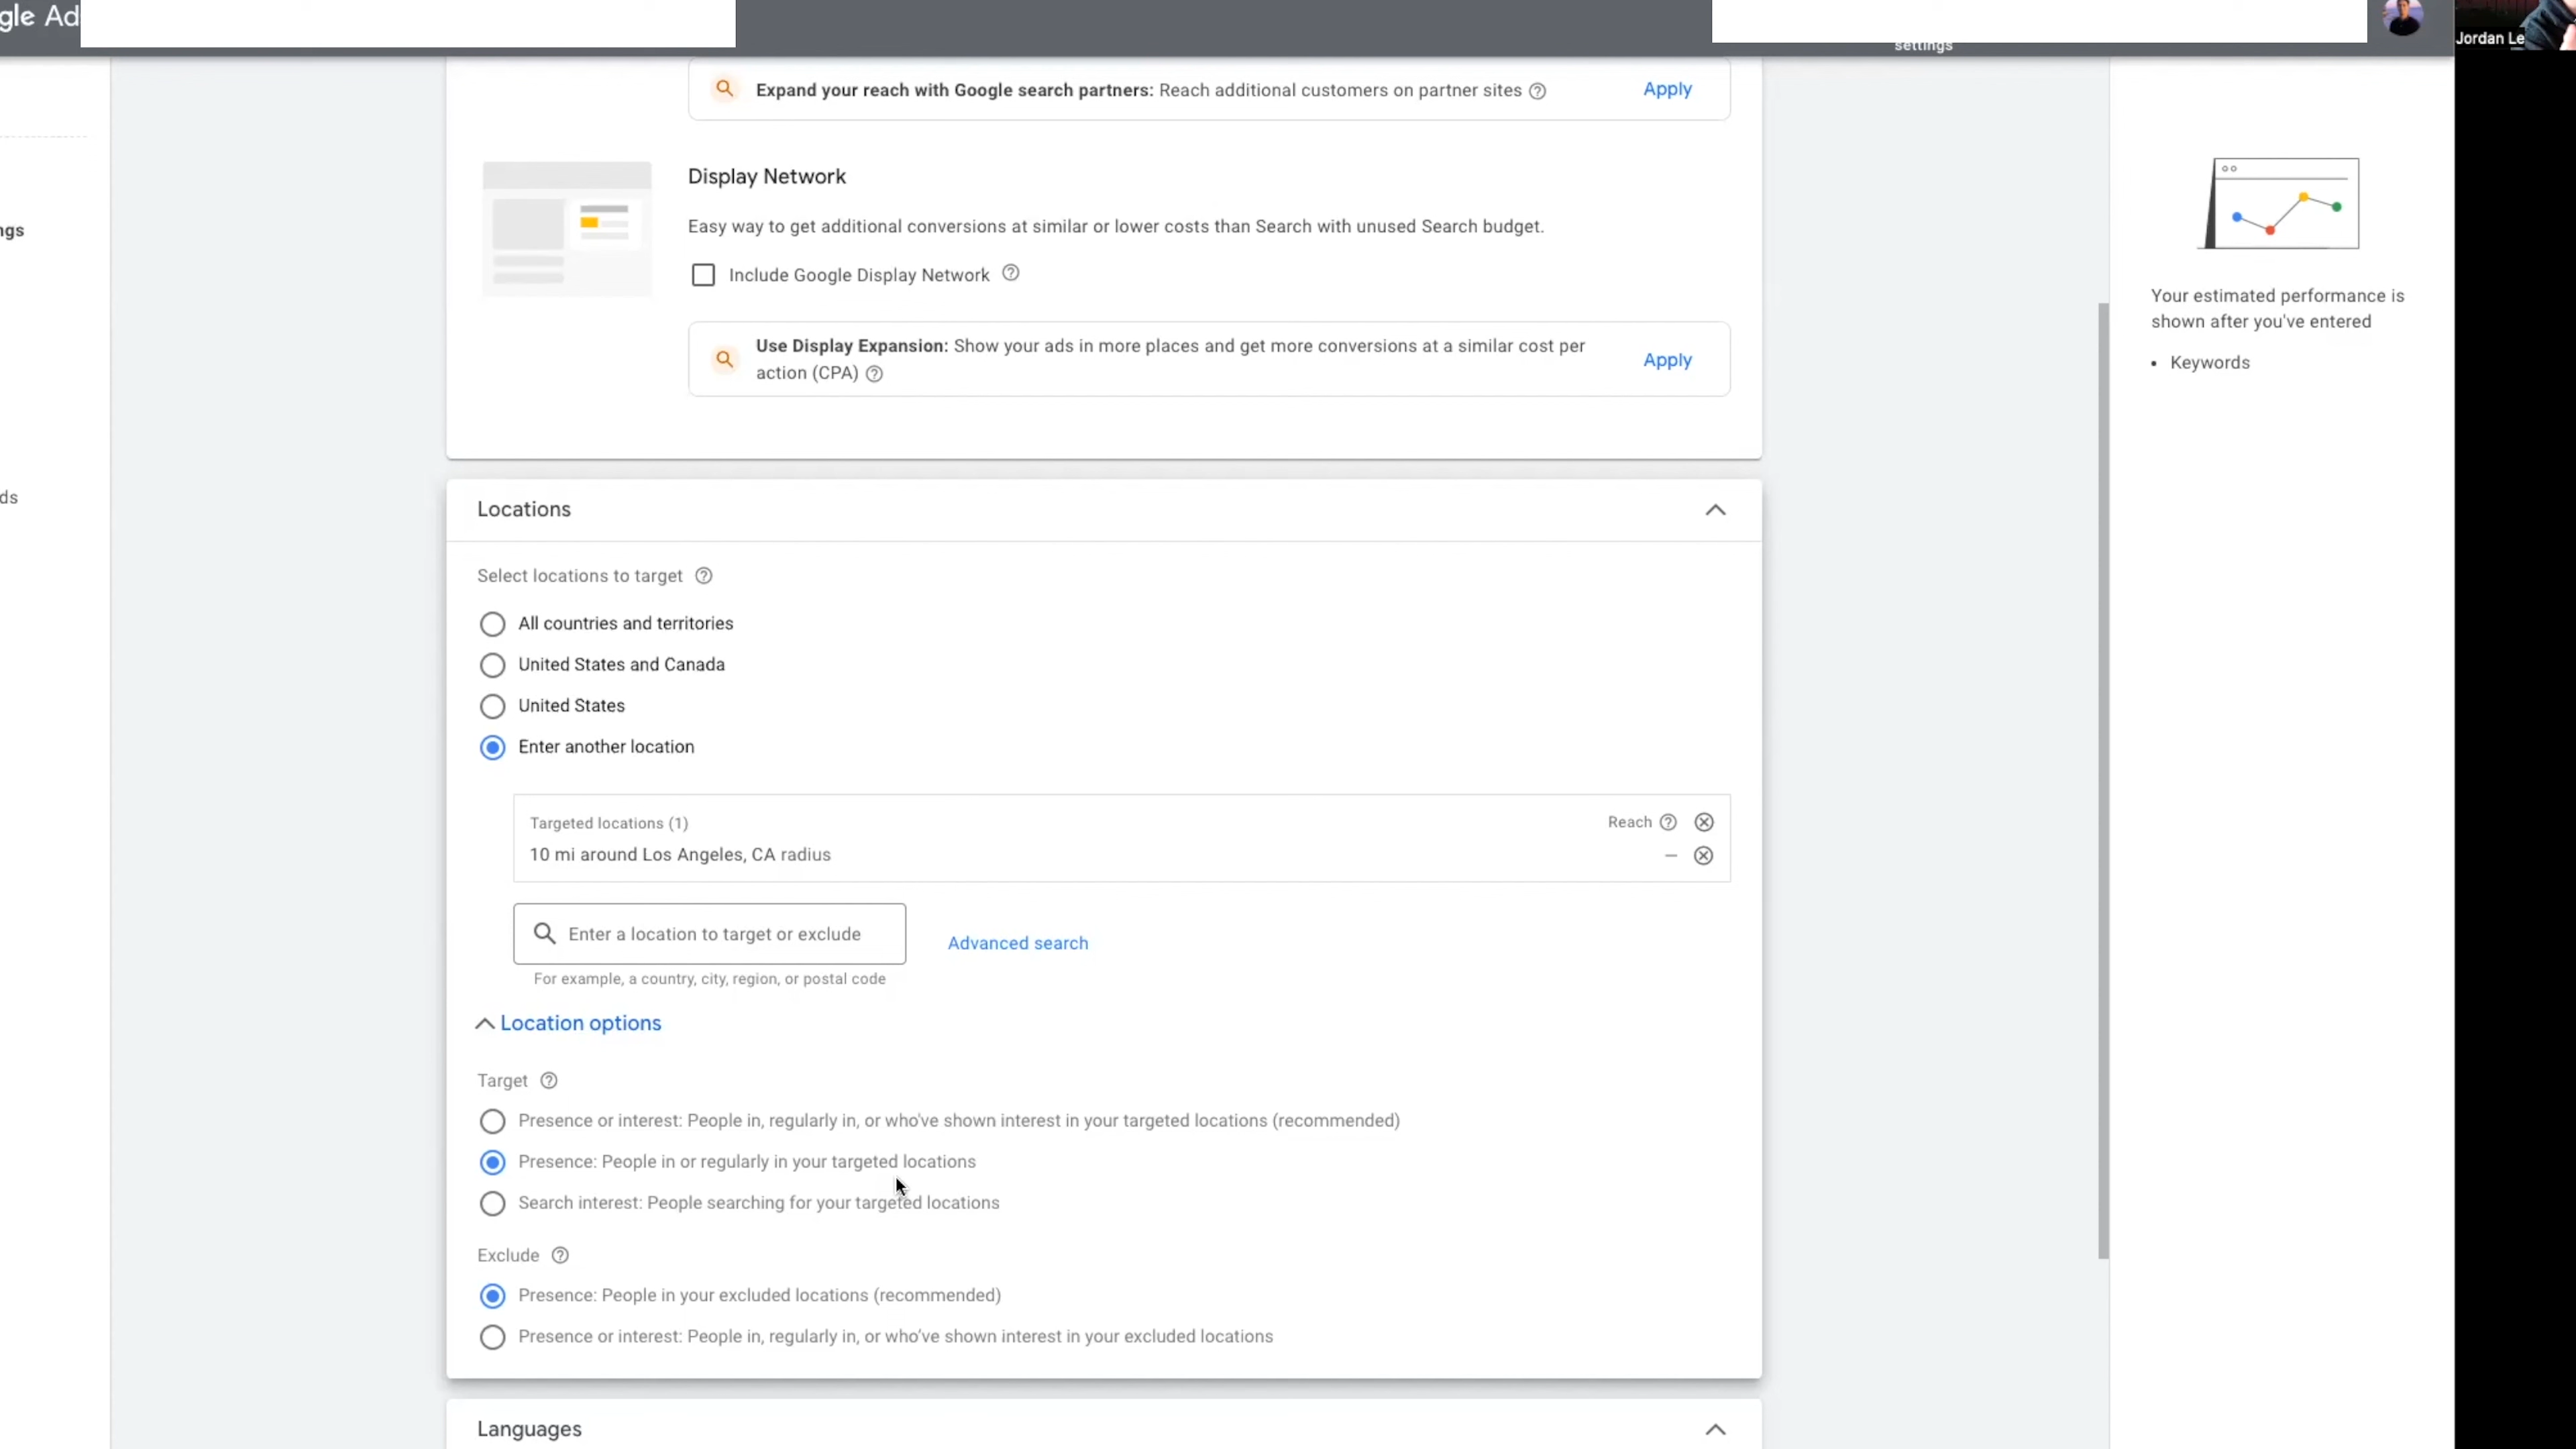 gle Ad
settings
Jordan Le
Expand your reach with Google search partners: Reach additional customers on partner sites
Apply
Display Network
Easy way to get additional conversions at similar or lower costs than Search with unused Search budget.
Include Google Display Network
Use Display Expansion: Show your ads in more places and get more conversions at a similar cost per
action (CPA)
Apply
ngs
ds
Your estimated performance is
shown after you've entered
• Keywords
Locations
Select locations to target
All countries and territories
United States and Canada
United States
Enter another location
Targeted locations (1)
Reach
10 mi around Los Angeles, CA radius
–
Enter a location to target or exclude
Advanced search
For example, a country, city, region, or postal code
Location options
Target
Presence or interest: People in, regularly in, or who've shown interest in your targeted locations (recommended)
Presence: People in or regularly in your targeted locations
Search interest: People searching for your targeted locations
Exclude
Presence: People in your excluded locations (recommended)
Presence or interest: People in, regularly in, or who've shown interest in your excluded locations
Languages